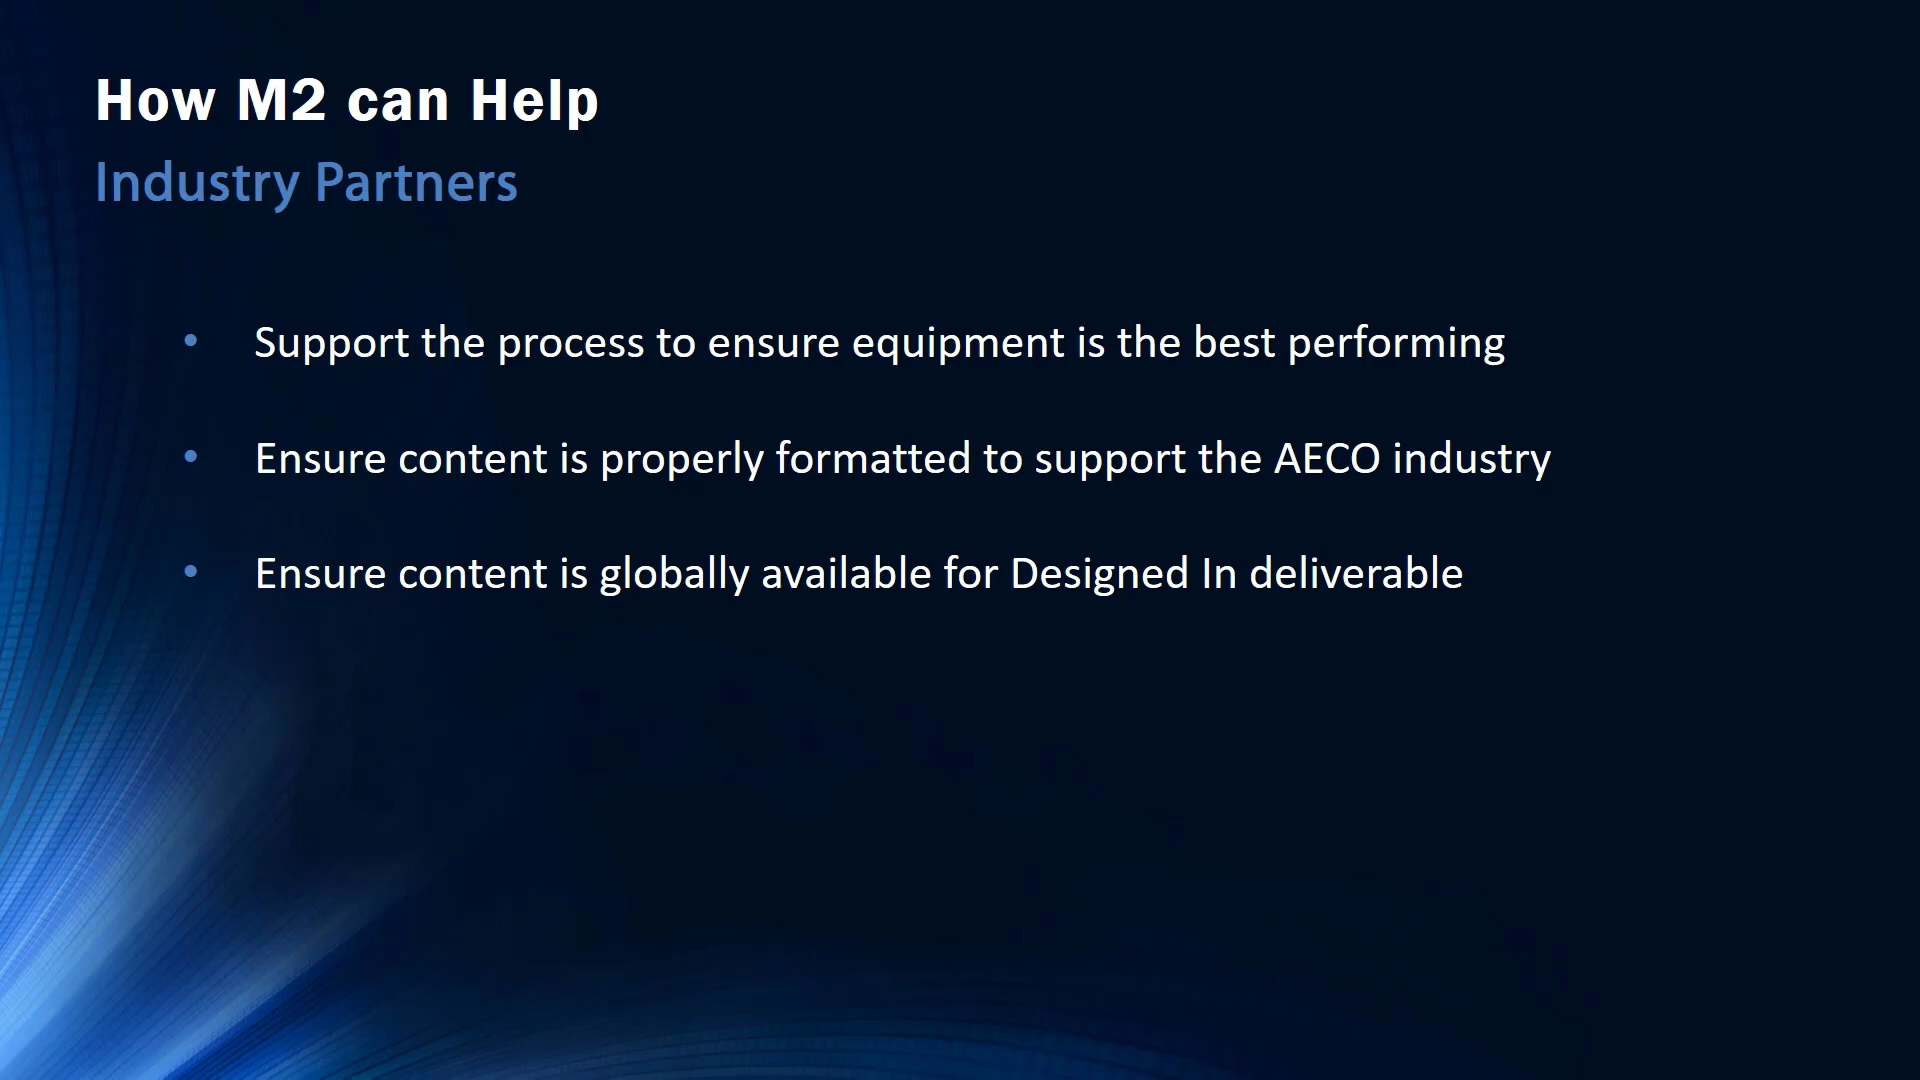 How M2 can Help
Industry Partners
• Support the process to ensure equipment is the best performing
• Ensure content is properly formatted to support the AECO industry
• Ensure content is globally available for Designed In deliverable